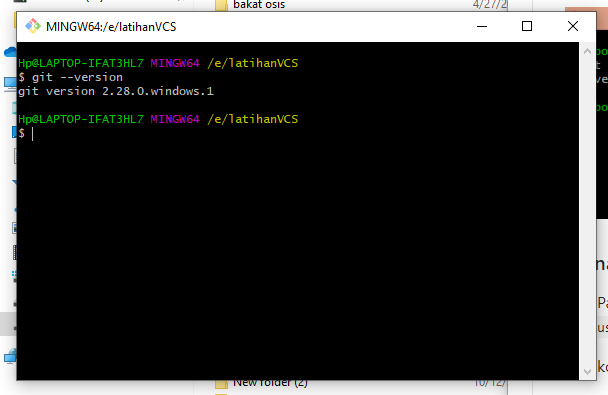 bakat osis
4/27/2
MINGW64:/e/latihanVCS
Hp@LAPTOP-IFAT3HL7 MINGW64 /e/latihanVCS
$ git --version
git version 2.28.0.windows.1
Hp@LAPTOP-IFAT3HL7 MINGW64 /e/latihanVCS
$
New folder (2)
10/12/